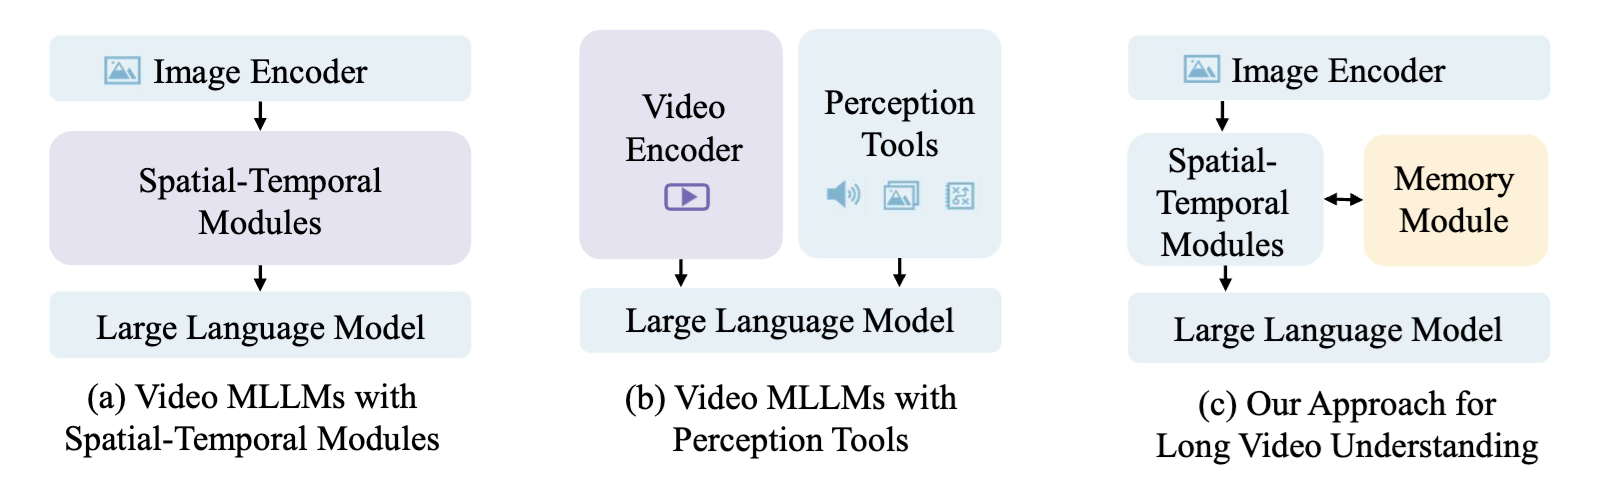 Image Encoder
Spatial-Temporal
Modules
Large Language Model
(a) Video MLLMs with
Spatial-Temporal Modules
Video
Encoder
Perception
Tools
Large Language Model
(b) Video MLLMs with
Perception Tools
Image Encoder
Spatial-
Temporal
Modules
Memory
Module
Large Language Model
(c) Our Approach for
Long Video Understanding